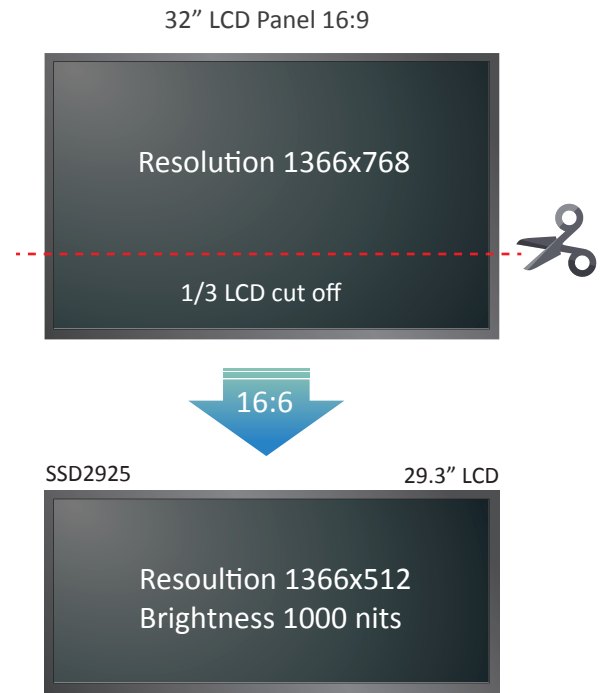 32” LCD Panel 16:9
Resolution 1366x768
1/3 LCD cut off
16:6
SSD2925
29.3” LCD
Resoultion 1366x512
Brightness 1000 nits